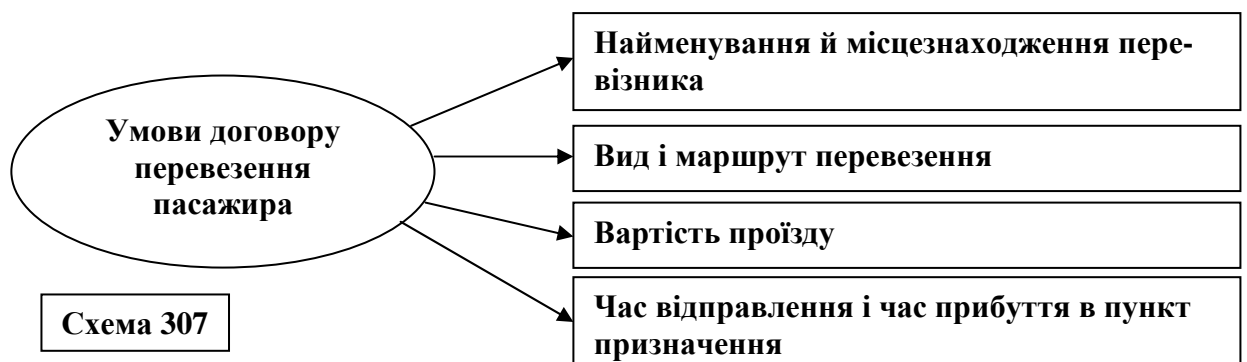 Умови договору
перевезення
пасажира
Найменування й місцезнаходження пере-
візника
Вид і маршрут перевезення
Вартість проїзду
Час відправлення і час прибуття в пункт
призначення
Схема 307